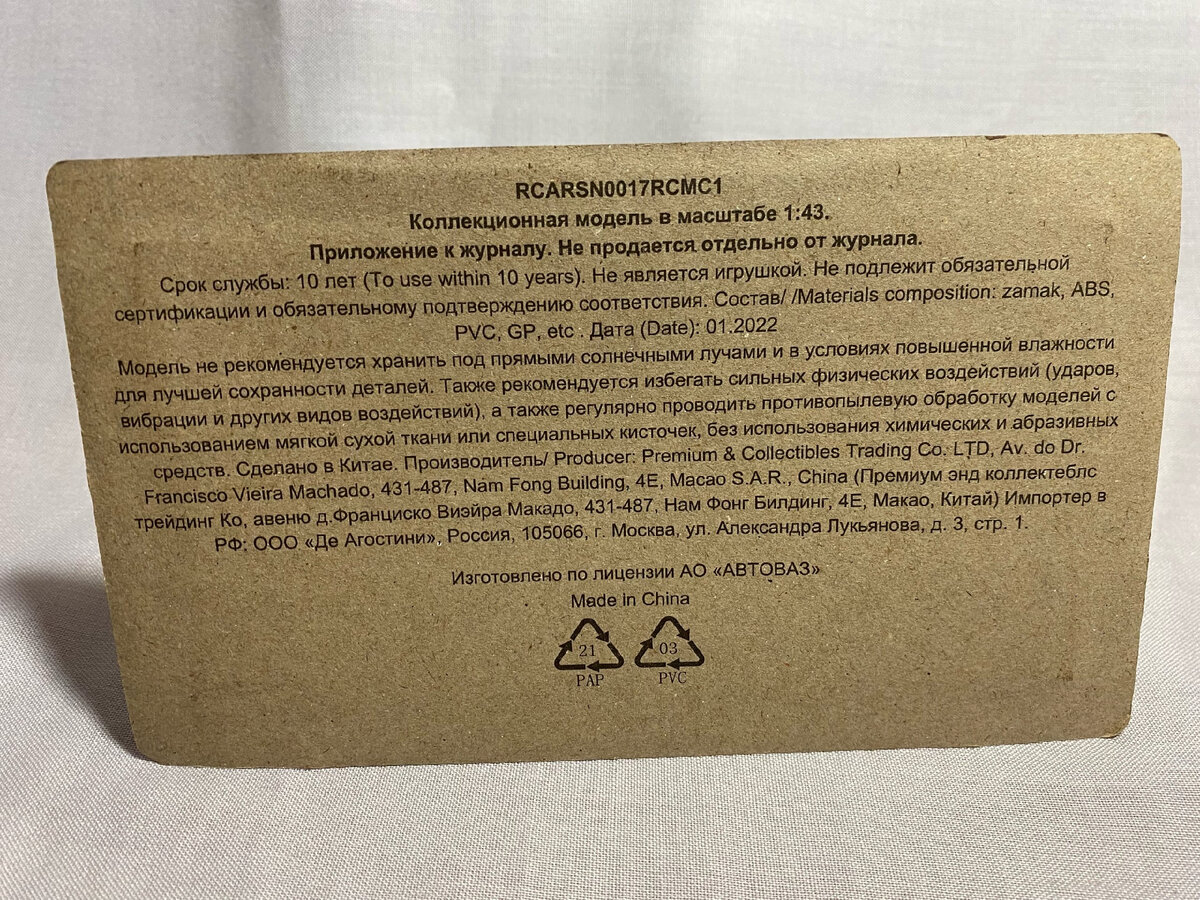 RCARSN0017RCMC1
Коллекционная модель в масштабе 1:43.
Приложение к журналу. Не продается отдельно от журнала.
Срок службы: 10 лет (To use within 10 years). Не является игрушкой. Не подлежит обязательной
сертификации и обязательному подтверждению соответствия. Состав/ /Materials composition: zamak, ABS,
PVC, GP, etc . Дата (Date): 01.2022
Модель не рекомендуется хранить под прямыми солнечными лучами и в условиях повышенной влажности
для лучшей сохранности деталей. Также рекомендуется избегать сильных физических воздействий (ударов,
вибрации и других видов воздействий), а также регулярно проводить противопылевую обработку моделей с
использованием мягкой сухой ткани или специальных кисточек, без использования химических и абразивных
средств. Сделано в Китае. Производитель/ Producer: Premium & Collectibles Trading Co. LTD, Av. do Dr.
Francisco Vieira Machado, 431-487, Nam Fong Building, 4E, Macao S.A.R., China (Премиум энд коллектеблс
трейдинг Ко, авеню д.Франциско Виэйра Макадо, 431-487, Нам Фонг Билдинг, 4Е, Макао, Китай) Импортер в
РФ: ООО «Де Агостини», Россия, 105066, г. Москва, ул. Александра Лукьянова, д. 3, стр. 1.
Изготовлено по лицензии АО «АВТОВАЗ»
Made in China
21 03
PAP PVC